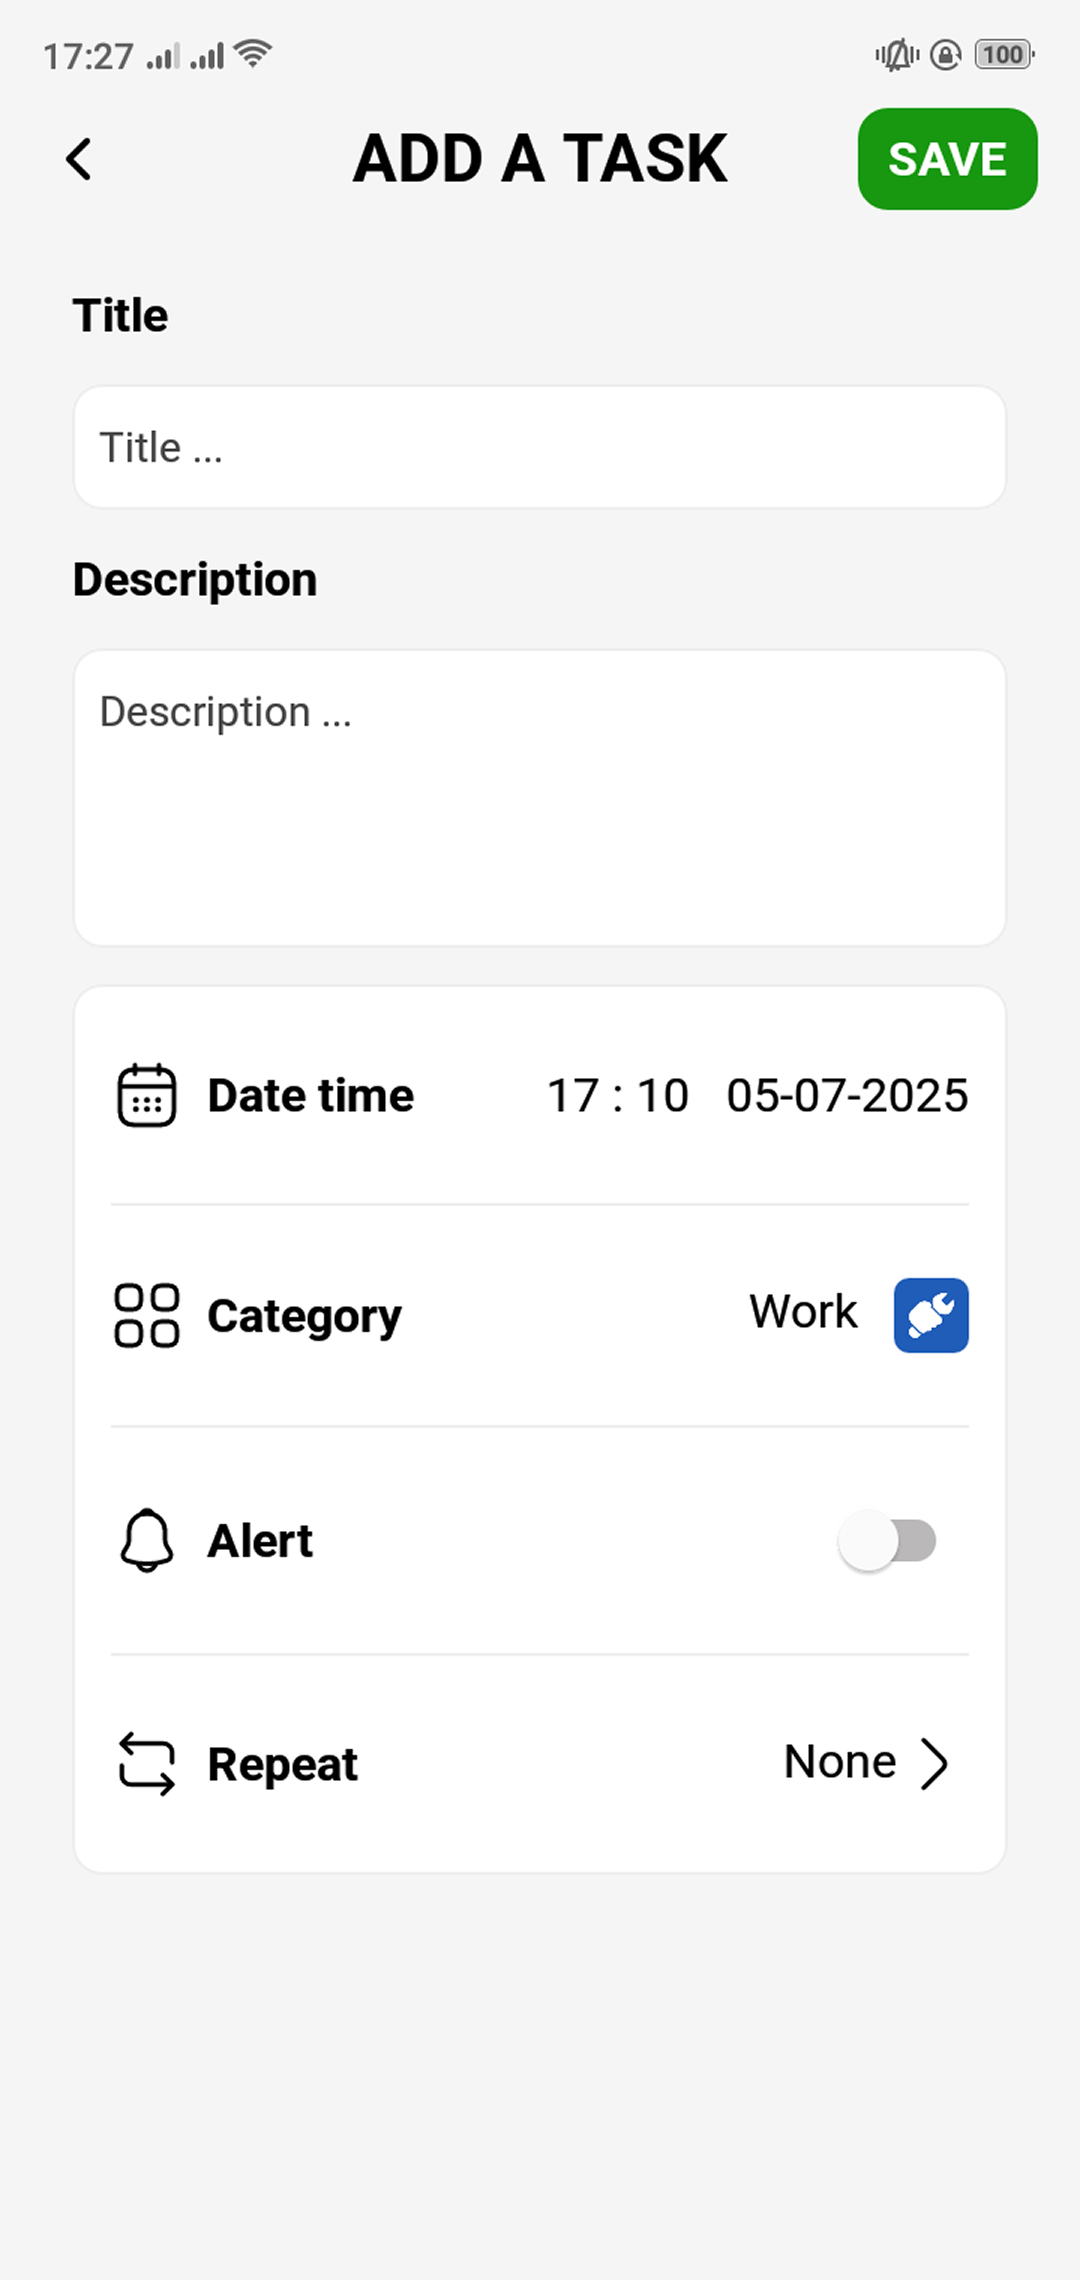 17:27 100
ADD A TASK SAVE
Title
Title ...
Description
Description ...
Date time 17 : 10 05-07-2025
Category Work
Alert
Repeat None